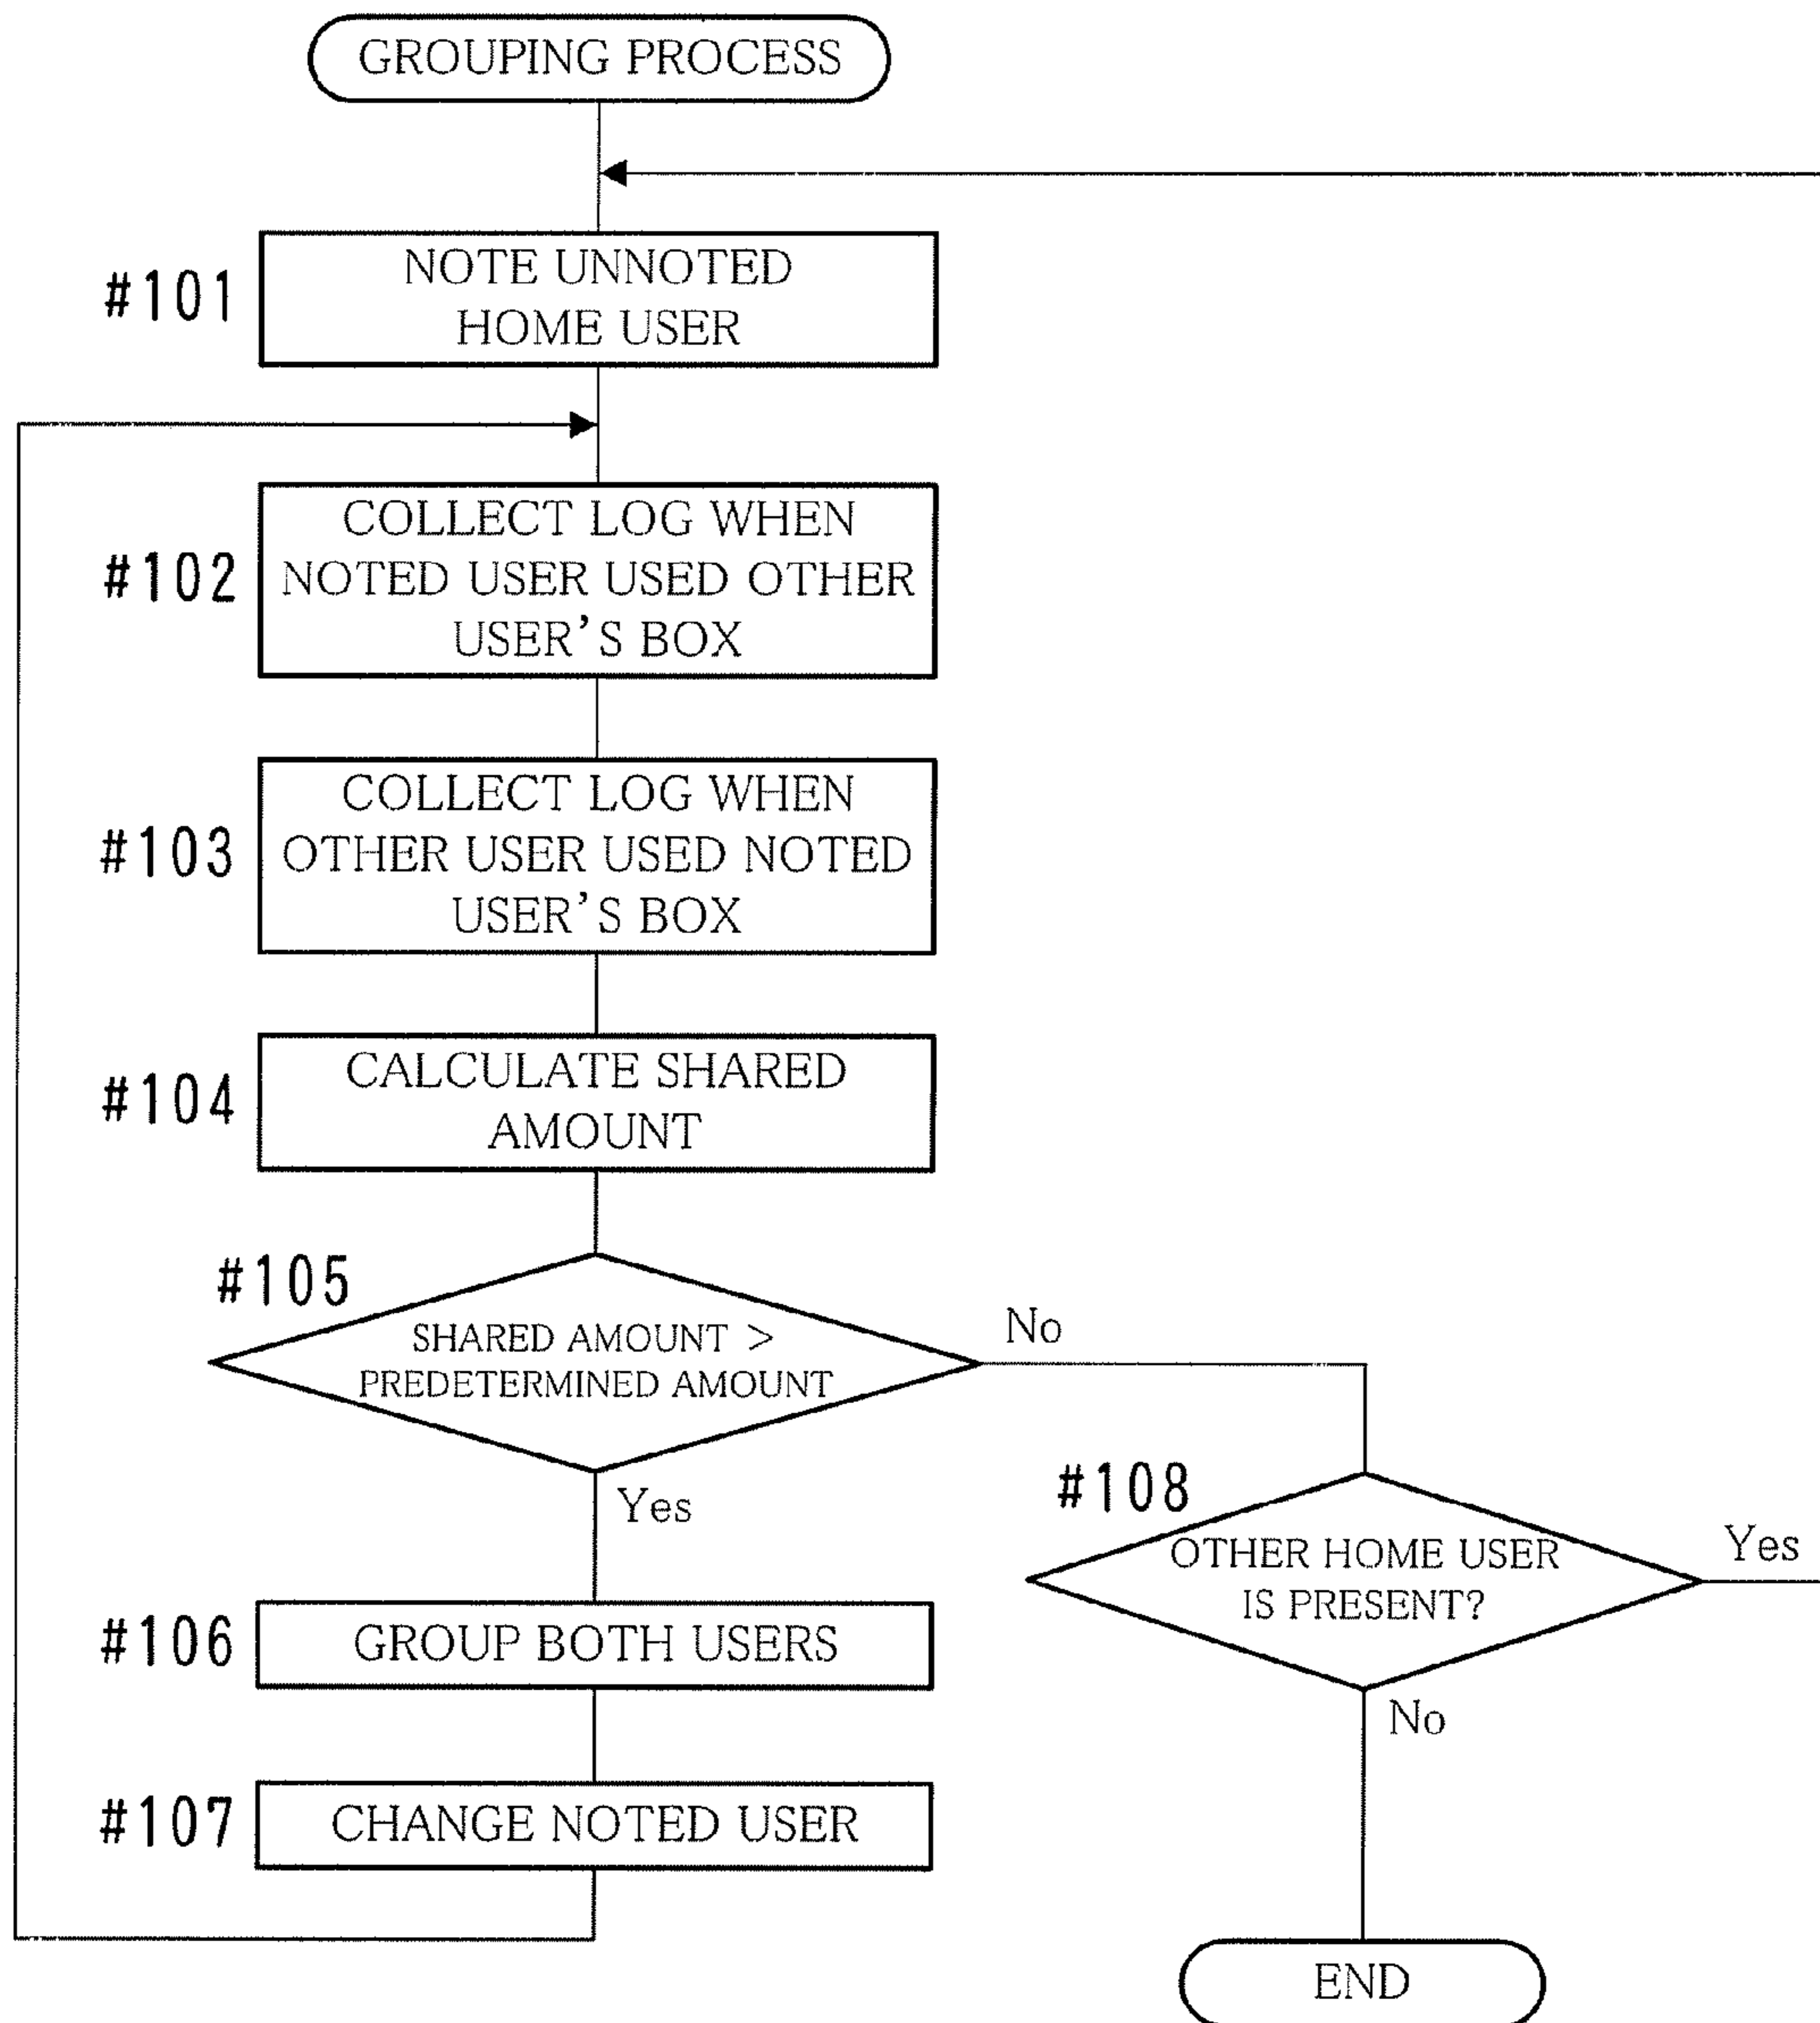 GROUPING PROCESS
#101
NOTE UNNOTED
HOME USER
#102
COLLECT LOG WHEN
NOTED USER USED OTHER
USER'S BOX
#103
COLLECT LOG WHEN
OTHER USER USED NOTED
USER'S BOX
#104
CALCULATE SHARED
AMOUNT
#105
SHARED AMOUNT >
PREDETERMINED AMOUNT
No
Yes
#106
GROUP BOTH USERS
#107
CHANGE NOTED USER
#108
OTHER HOME USER
IS PRESENT?
Yes
No
END